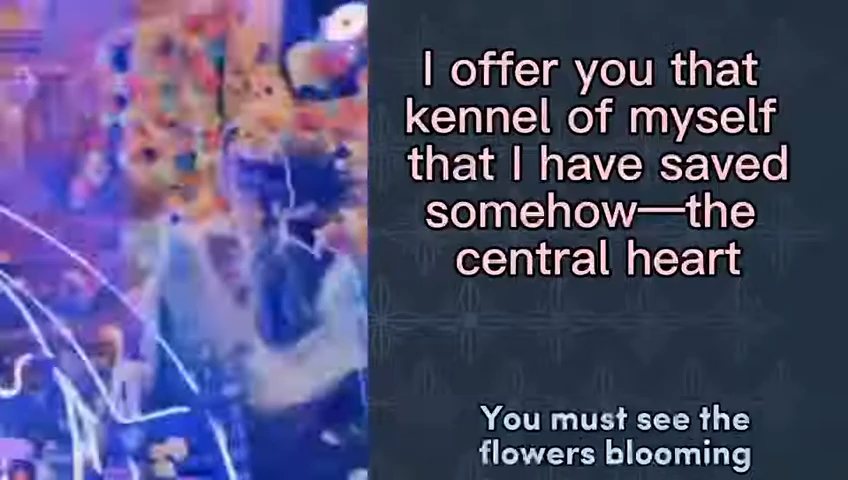 I offer you that
kennel of myself
that I have saved
somehow—the
central heart
You must see the
flowers blooming